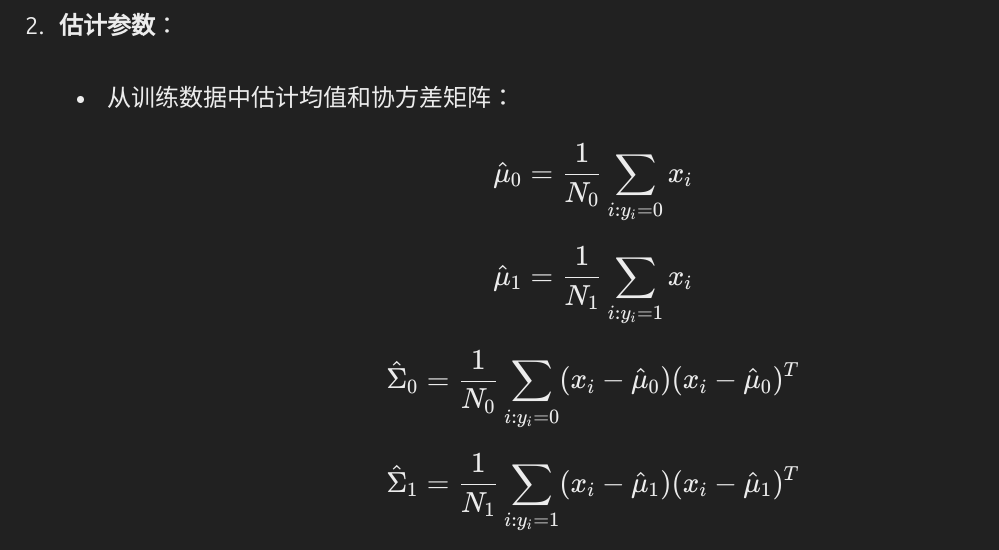 2. 估计参数：
• 从训练数据中估计均值和协方差矩阵：
$\hat{\mu}_0 = \frac{1}{N_0} \sum_{i:y_i=0} x_i$
$\hat{\mu}_1 = \frac{1}{N_1} \sum_{i:y_i=1} x_i$
$\hat{\Sigma}_0 = \frac{1}{N_0} \sum_{i:y_i=0} (x_i - \hat{\mu}_0)(x_i - \hat{\mu}_0)^T$
$\hat{\Sigma}_1 = \frac{1}{N_1} \sum_{i:y_i=1} (x_i - \hat{\mu}_1)(x_i - \hat{\mu}_1)^T$